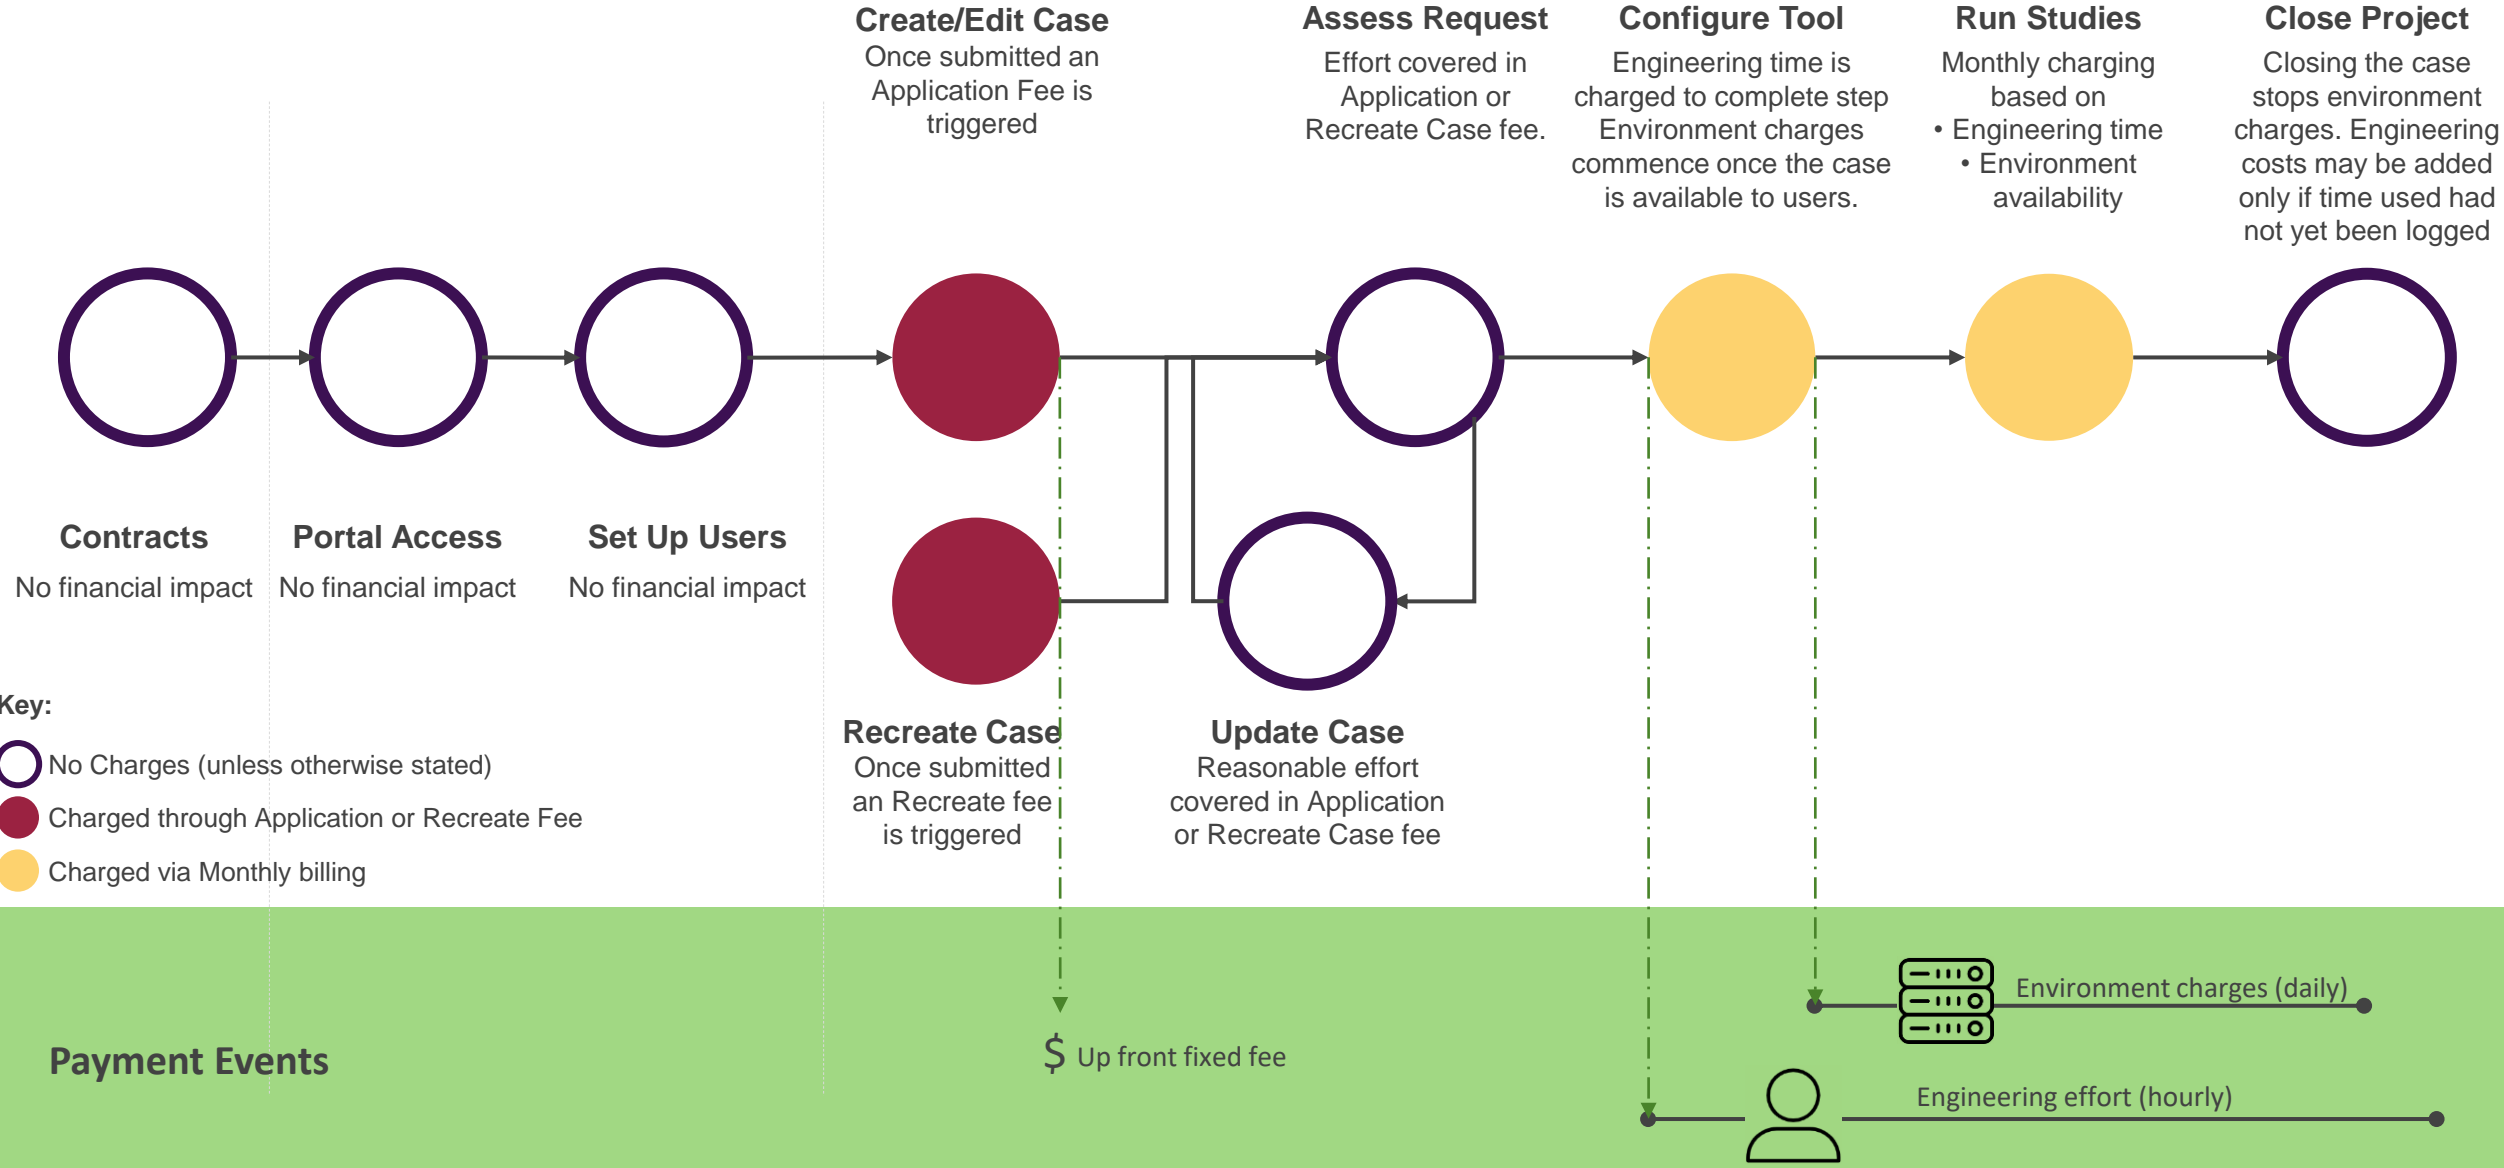 Create/Edit Case
Once submitted an
Application Fee is
triggered
Assess Request
Effort covered in
Application or
Recreate Case fee.
Configure Tool
Engineering time is
charged to complete step
Environment charges
commence once the case
is available to users.
Run Studies
Monthly charging
based on
• Engineering time
• Environment
availability
Close Project
Closing the case
stops environment
charges. Engineering
costs may be added
only if time used had
not yet been logged
Contracts
No financial impact
Portal Access
No financial impact
Set Up Users
No financial impact
Recreate Case
Once submitted
an Recreate fee
is triggered
Update Case
Reasonable effort
covered in Application
or Recreate Case fee
Key:
No Charges (unless otherwise stated)
Charged through Application or Recreate Fee
Charged via Monthly billing
Payment Events
$ Up front fixed fee
Environment charges (daily)
Engineering effort (hourly)